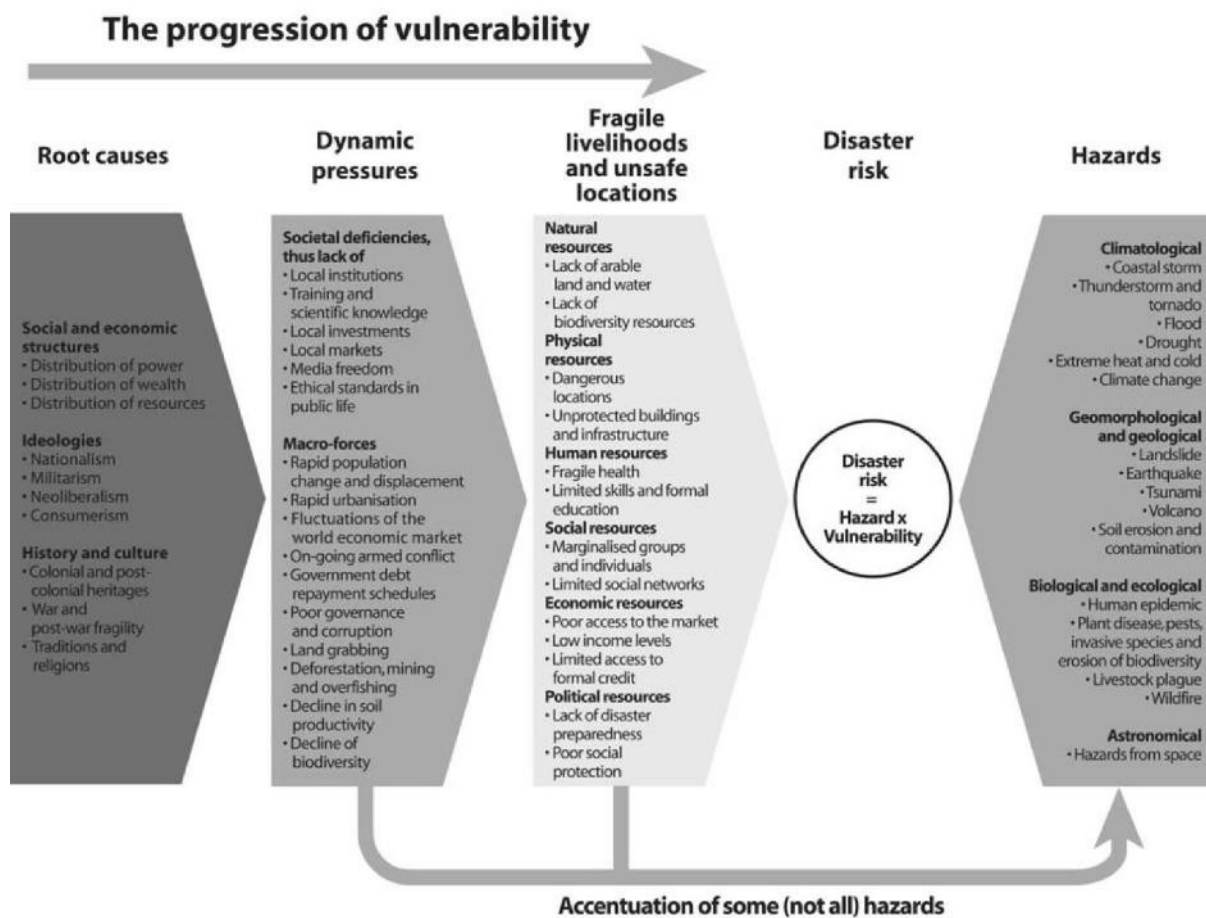 The progression of vulnerability
Root causes
Dynamic
pressures
Fragile
livelihoods
and unsafe
locations
Disaster
risk
Hazards
Social and economic
structures
• Distribution of power
• Distribution of wealth
• Distribution of resources
Ideologies
• Nationalism
• Militarism
• Neoliberalism
• Consumerism
History and culture
• Colonial and post-
colonial heritages
• War and
post-war fragility
• Traditions and
religions
Societal deficiencies,
thus lack of
• Local institutions
• Training and
scientific knowledge
• Local investments
• Local markets
• Media freedom
• Ethical standards in
public life
Macro-forces
• Rapid population
change and displacement
• Rapid urbanisation
• Fluctuations of the
world economic market
• On-going armed conflict
• Government debt
repayment schedules
• Poor governance
and corruption
• Land grabbing
• Deforestation, mining
and overfishing
• Decline in soil
productivity
• Decline of
biodiversity
Natural
resources
• Lack of arable
land and water
• Lack of
biodiversity resources
Physical
resources
• Dangerous
locations
• Unprotected buildings
and infrastructure
Human resources
• Fragile health
• Limited skills and formal
education
Social resources
• Marginalised groups
and individuals
• Limited social networks
Economic resources
• Poor access to the market
• Low income levels
• Limited access to
formal credit
Political resources
• Lack of disaster
preparedness
• Poor social
protection
Disaster
risk
=
Hazard x
Vulnerability
Climatological
• Coastal storm
• Thunderstorm and
tornado
• Flood
• Drought
• Extreme heat and cold
• Climate change
Geomorphological
and geological
• Landslide
• Earthquake
• Tsunami
• Volcano
• Soil erosion and
contamination
Biological and ecological
• Human epidemic
• Plant disease, pests,
invasive species and
erosion of biodiversity
• Livestock plague
• Wildfire
Astronomical
• Hazards from space
Accentuation of some (not all) hazards